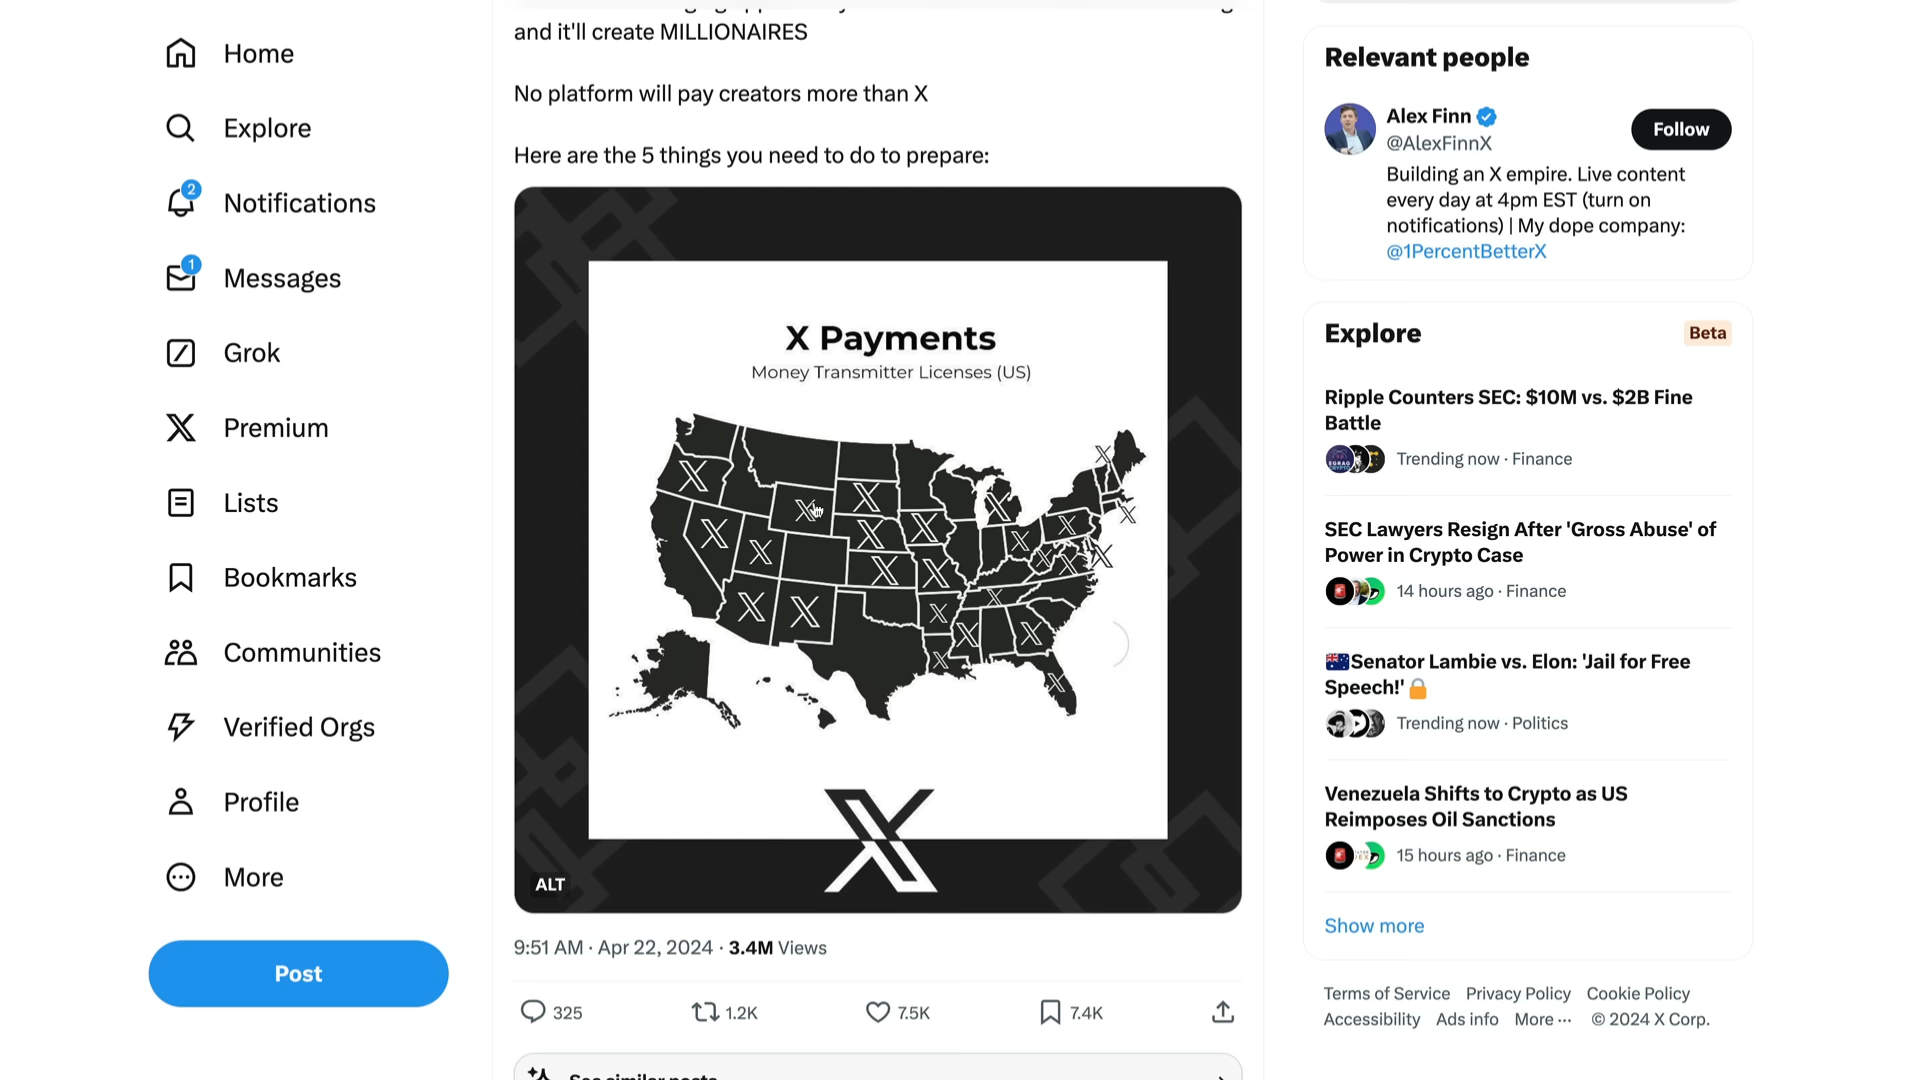 Home
Explore
2
Notifications
1
Messages
Grok
Premium
Lists
Bookmarks
Communities
Verified Orgs
Profile
More
Post
and it'll create MILLIONAIRES
No platform will pay creators more than X
Here are the 5 things you need to do to prepare:
X Payments
Money Transmitter Licenses (US)
ALT
9:51 AM · Apr 22, 2024 · 3.4M Views
325
1.2K
7.5K
7.4K
See similar posts
Relevant people
Alex Finn
@AlexFinnX
Follow
Building an X empire. Live content
every day at 4pm EST (turn on
notifications) | My dope company:
@1PercentBetterX
Explore
Beta
Ripple Counters SEC: $10M vs. $2B Fine
Battle
Trending now · Finance
SEC Lawyers Resign After 'Gross Abuse' of
Power in Crypto Case
14 hours ago · Finance
🇦🇺Senator Lambie vs. Elon: 'Jail for Free
Speech!'🔒
Trending now · Politics
Venezuela Shifts to Crypto as US
Reimposes Oil Sanctions
15 hours ago · Finance
Show more
Terms of Service Privacy Policy Cookie Policy
Accessibility Ads info More ··· © 2024 X Corp.